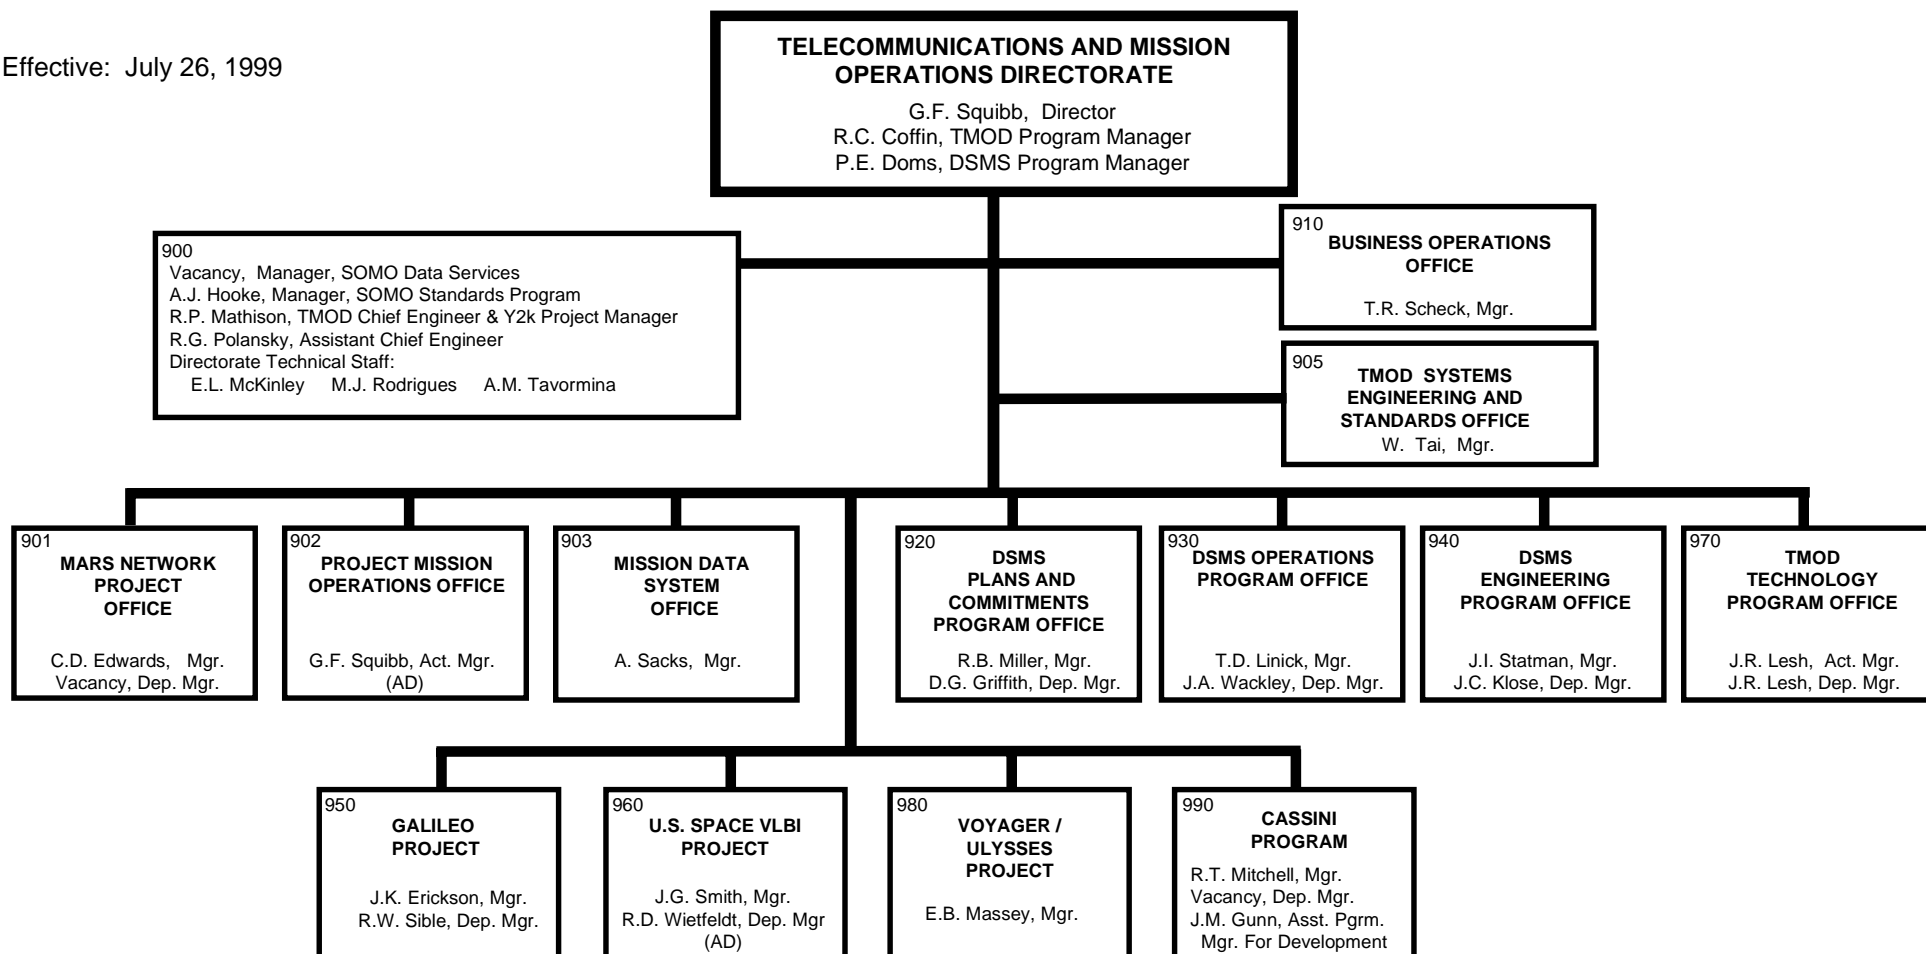 Effective: July 26, 1999
TELECOMMUNICATIONS AND MISSION
OPERATIONS DIRECTORATE
G.F. Squibb, Director
R.C. Coffin, TMOD Program Manager
P.E. Doms, DSMS Program Manager
900
Vacancy, Manager, SOMO Data Services
A.J. Hooke, Manager, SOMO Standards Program
R.P. Mathison, TMOD Chief Engineer & Y2k Project Manager
R.G. Polansky, Assistant Chief Engineer
Directorate Technical Staff:
E.L. McKinley M.J. Rodrigues A.M. Tavormina
910
BUSINESS OPERATIONS
OFFICE
T.R. Scheck, Mgr.
905
TMOD SYSTEMS
ENGINEERING AND
STANDARDS OFFICE
W. Tai, Mgr.
901
MARS NETWORK
PROJECT
OFFICE
C.D. Edwards, Mgr.
Vacancy, Dep. Mgr.
902
PROJECT MISSION
OPERATIONS OFFICE
G.F. Squibb, Act. Mgr.
(AD)
903
MISSION DATA
SYSTEM
OFFICE
A. Sacks, Mgr.
920
DSMS
PLANS AND
COMMITMENTS
PROGRAM OFFICE
R.B. Miller, Mgr.
D.G. Griffith, Dep. Mgr.
930
DSMS OPERATIONS
PROGRAM OFFICE
T.D. Linick, Mgr.
J.A. Wackley, Dep. Mgr.
940
DSMS
ENGINEERING
PROGRAM OFFICE
J.I. Statman, Mgr.
J.C. Klose, Dep. Mgr.
970
TMOD
TECHNOLOGY
PROGRAM OFFICE
J.R. Lesh, Act. Mgr.
J.R. Lesh, Dep. Mgr.
950
GALILEO
PROJECT
J.K. Erickson, Mgr.
R.W. Sible, Dep. Mgr.
960
U.S. SPACE VLBI
PROJECT
J.G. Smith, Mgr.
R.D. Wietfeldt, Dep. Mgr
(AD)
980
VOYAGER /
ULYSSES
PROJECT
E.B. Massey, Mgr.
990
CASSINI
PROGRAM
R.T. Mitchell, Mgr.
Vacancy, Dep. Mgr.
J.M. Gunn, Asst. Pgrm.
Mgr. For Development